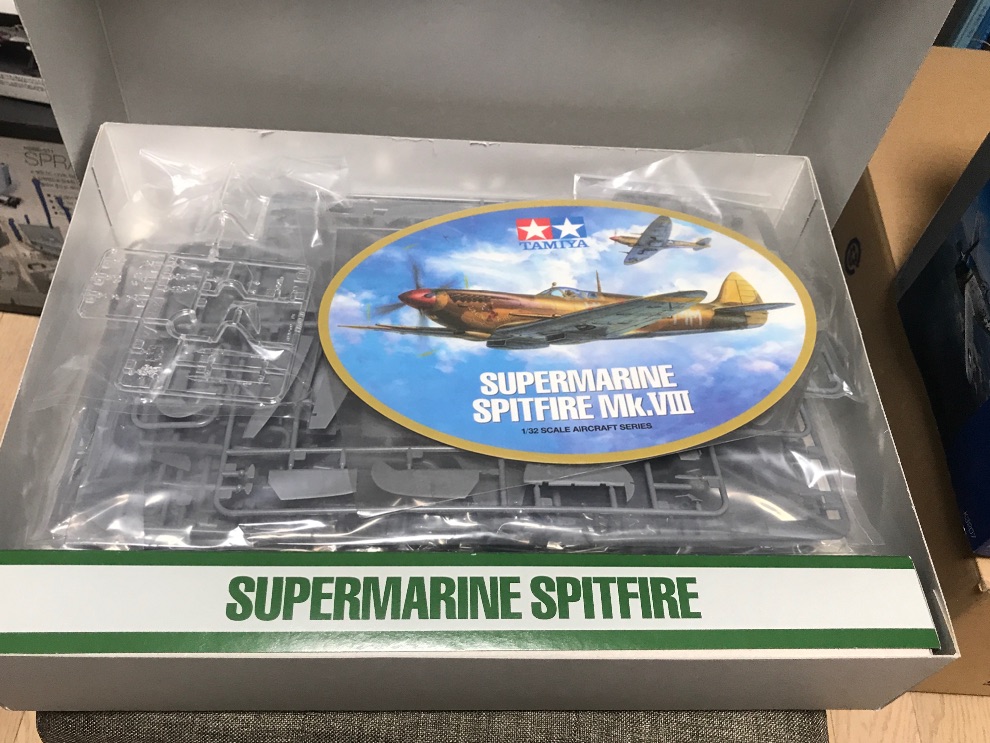 TAMIYA
SUPERMARINE
SPITFIRE Mk.VIII
1/32 SCALE AIRCRAFT SERIES
SUPERMARINE SPITFIRE